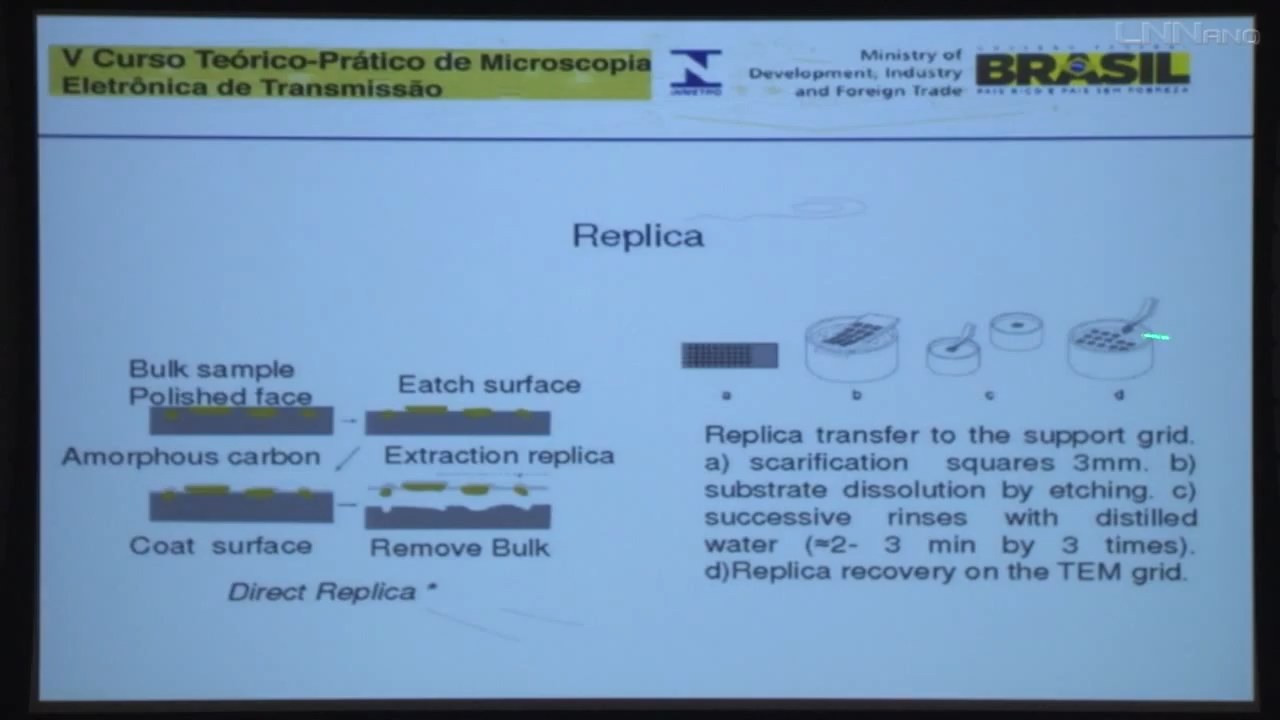 LNNANO
V Curso Teórico-Prático de Microscopia
Eletrônica de Transmissão
INMETRO
Ministry of
Development, Industry
and Foreign Trade
BRASIL
PAÍS RICO É PAÍS SEM POBREZA
Replica
Bulk sample
Polished face
Eatch surface
Amorphous carbon
Extraction replica
Coat surface
Remove Bulk
Direct Replica *
a
b
c
d
Replica transfer to the support grid.
a) scarification squares 3mm. b)
substrate dissolution by etching. c)
successive rinses with distilled
water (≈2- 3 min by 3 times).
d)Replica recovery on the TEM grid.